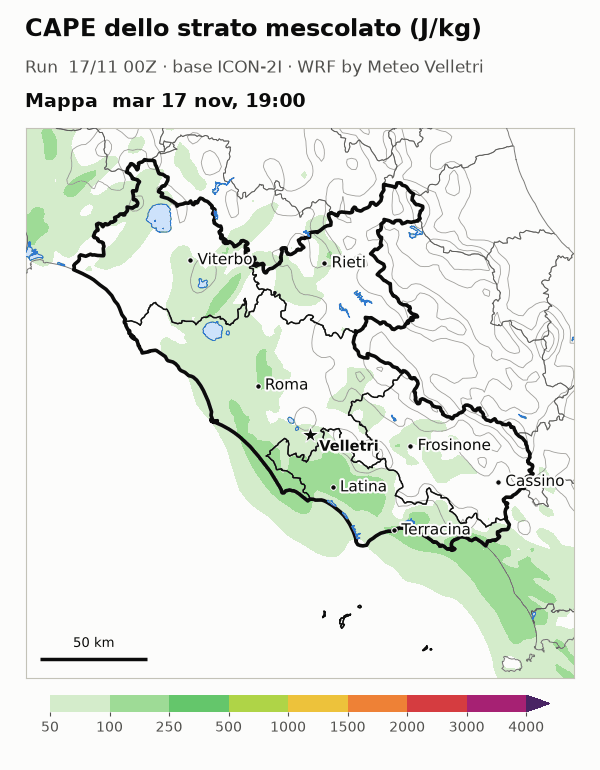 CAPE dello strato mescolato (J/kg)
Run 17/11 00Z · base ICON-2I · WRF by Meteo Velletri
Mappa mar 17 nov, 19:00
Viterbo
Rieti
Roma
Velletri
Frosinone
Cassino
Latina
Terracina
50 km
50 100 250 500 1000 1500 2000 3000 4000